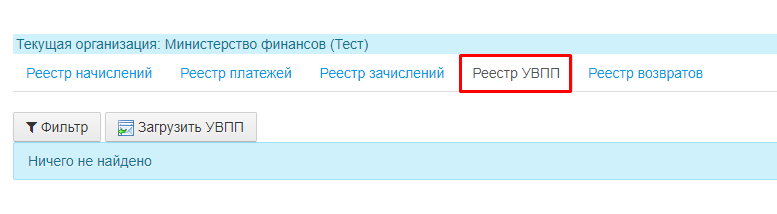 Текущая организация: Министерство финансов (Тест)
Реестр начислений Реестр платежей Реестр зачислений Реестр УВПП Реестр возвратов
Фильтр Загрузить УВПП
Ничего не найдено